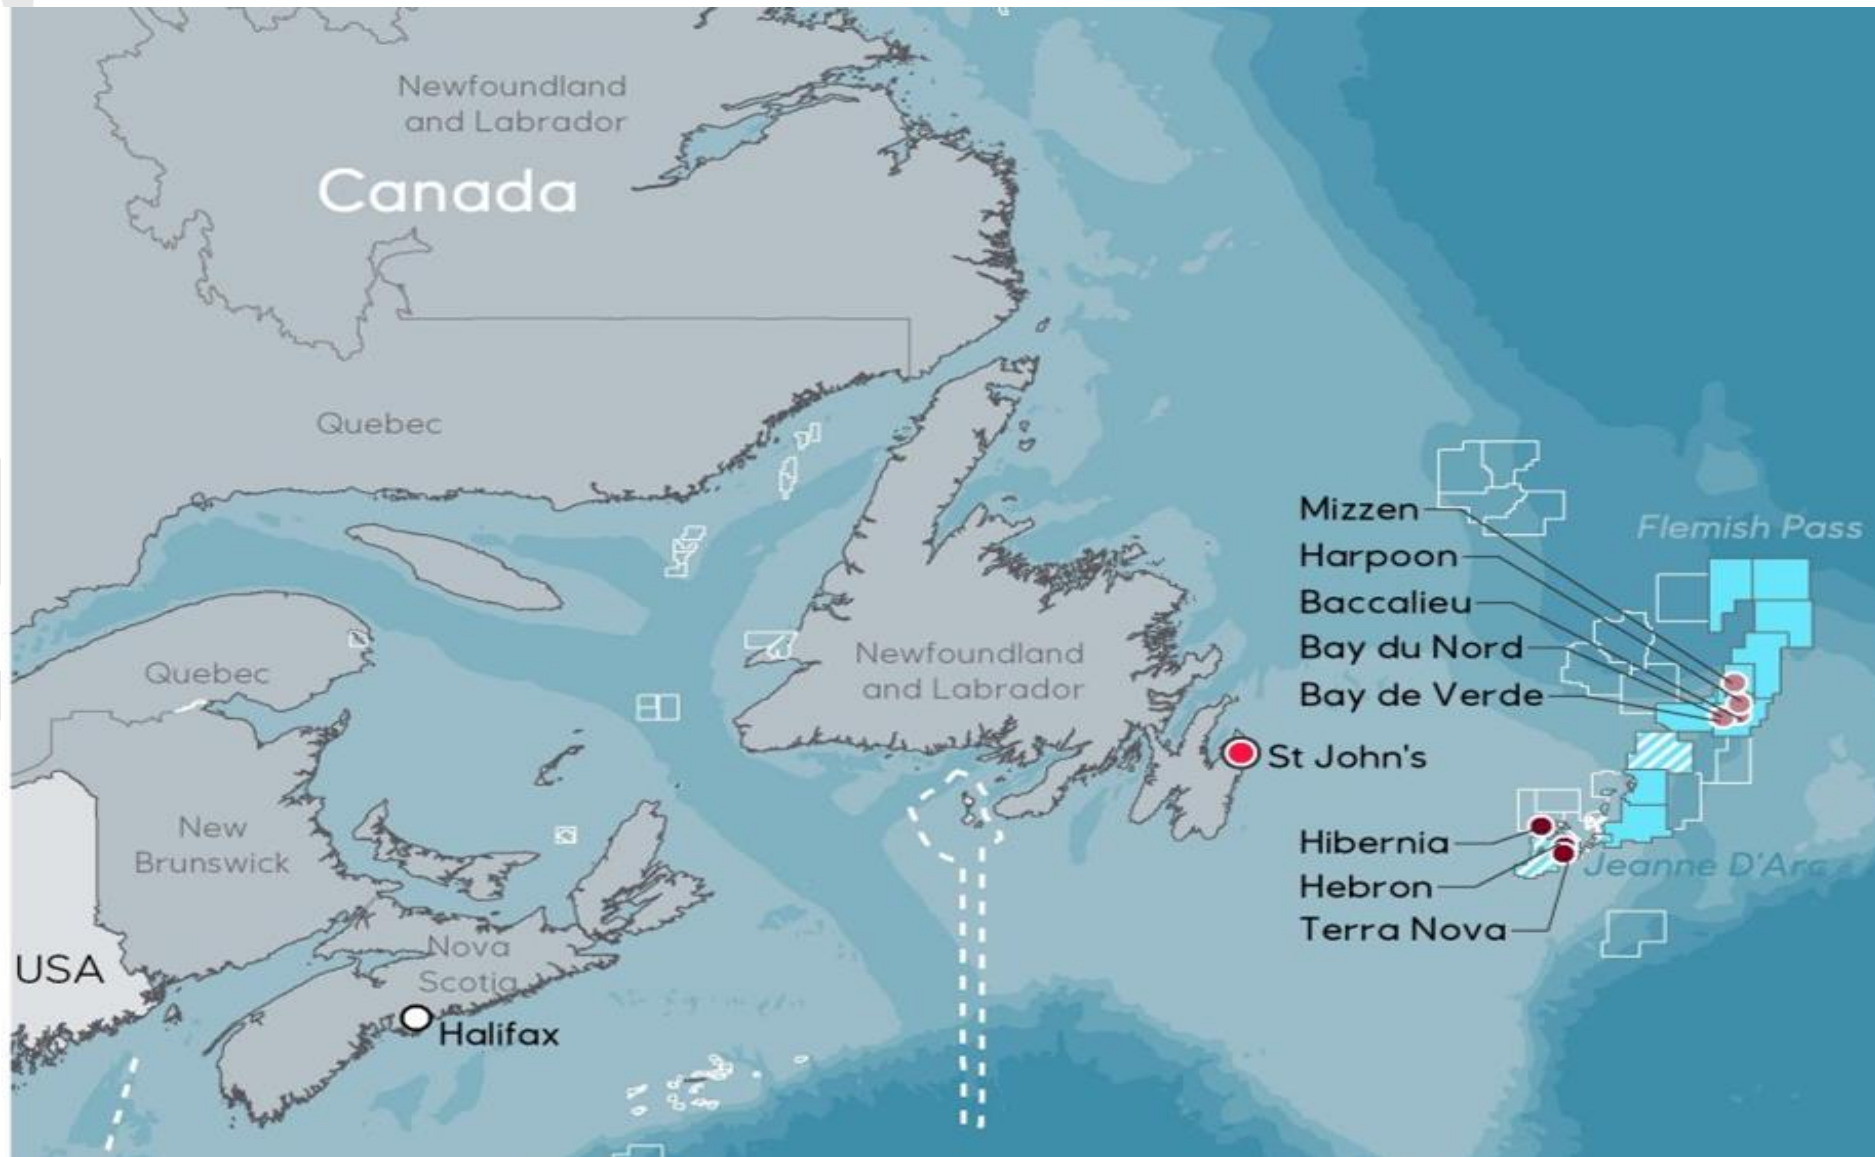 Newfoundland
and Labrador
Canada
Quebec
Mizzen
Flemish Pass
Harpoon
Baccalieu
Bay du Nord
Bay de Verde
Newfoundland
and Labrador
Quebec
St John's
New
Brunswick
Hibernia
Jeanne D'Arc
Hebron
Terra Nova
Nova
Scotia
USA
Halifax